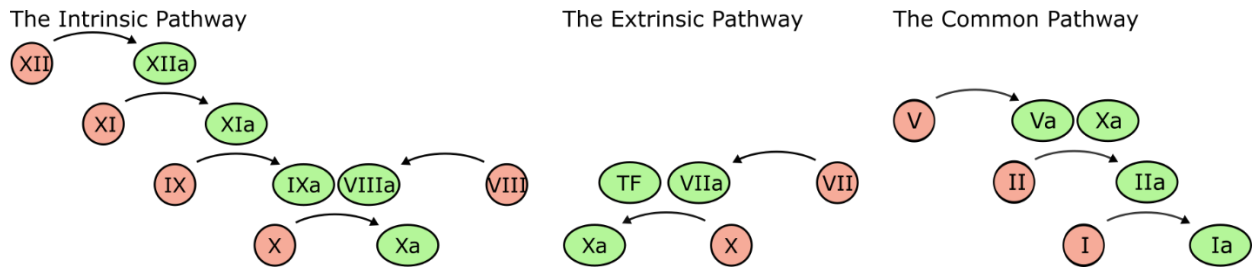 The Intrinsic Pathway
XII XIIa
XI XIa
IX IXa VIIIa VIII
X Xa
The Extrinsic Pathway
TF VIIa VII
Xa X
The Common Pathway
V Va Xa
II IIa
I Ia